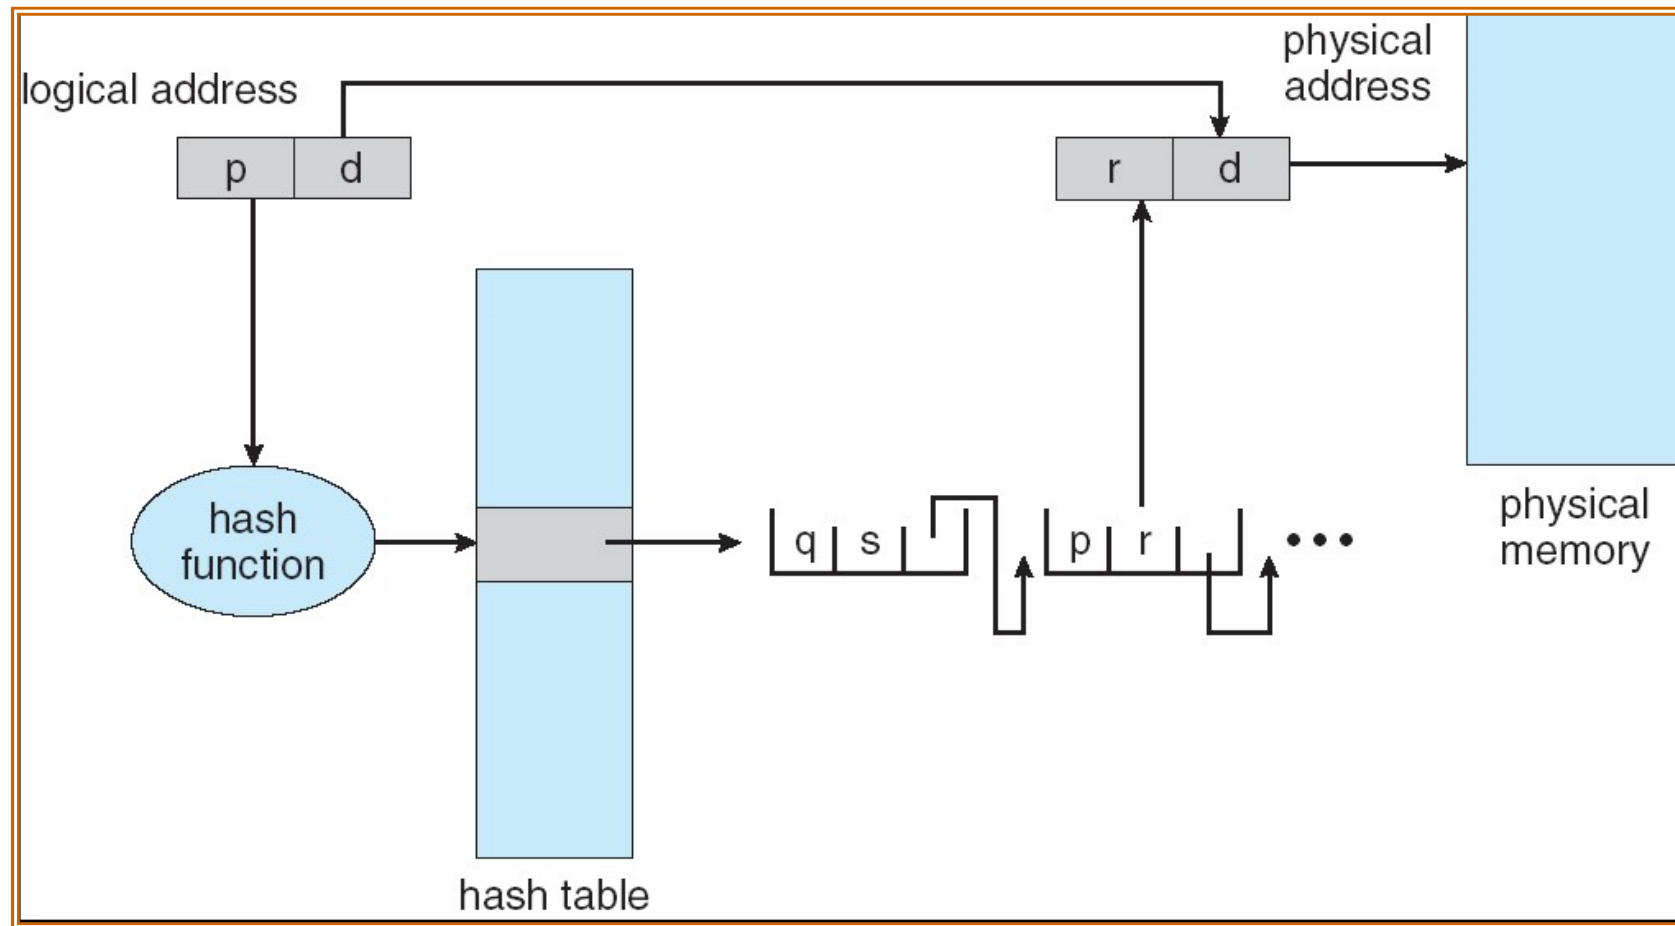 logical address
physical
address
p d
r d
hash
function
q s
p r
•••
physical
memory
hash table